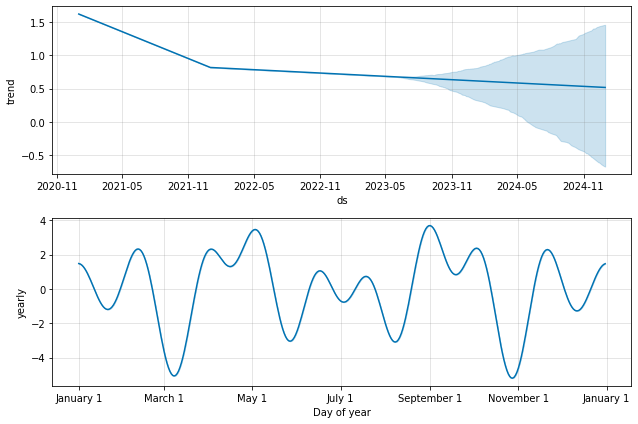 1.5
1.0
0.5
0.0
−0.5
trend
2020-11 2021-05 2021-11 2022-05 2022-11 2023-05 2023-11 2024-05 2024-11
ds
4
2
0
−2
−4
yearly
January 1 March 1 May 1 July 1 September 1 November 1 January 1
Day of year